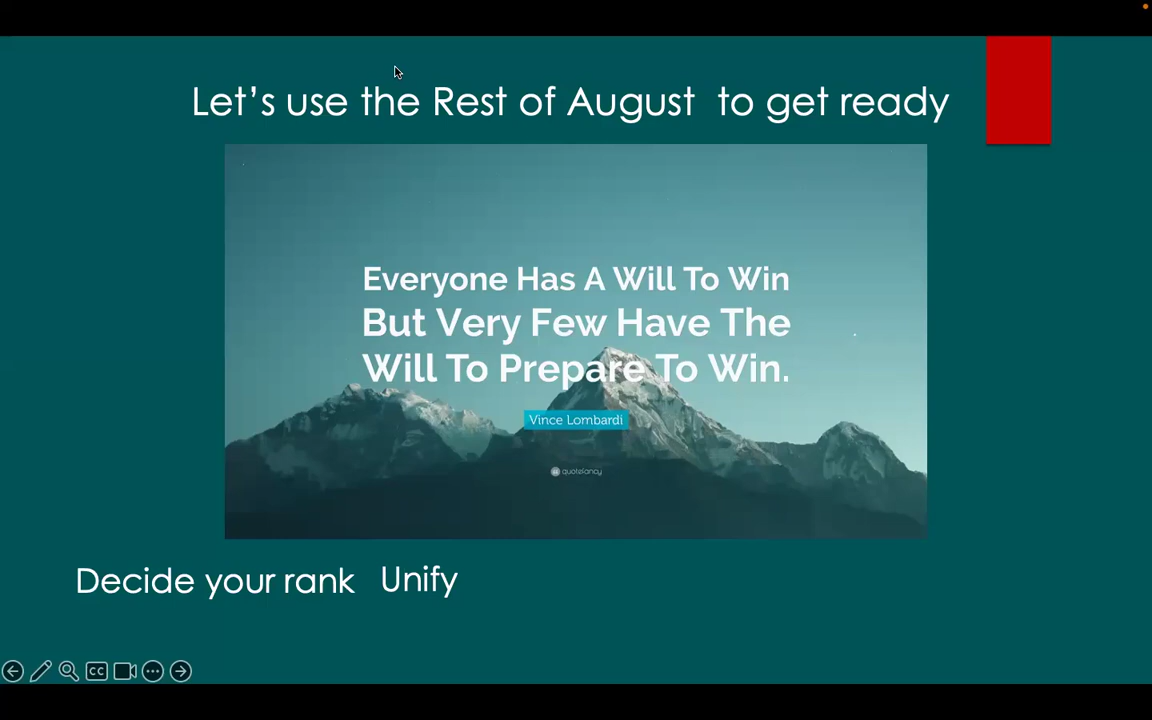 Let's use the Rest of August to get ready
Everyone Has A Will To Win
But Very Few Have The
Will To Prepare To Win.
Vince Lombardi
quotefancy
Decide your rank Unify
CC